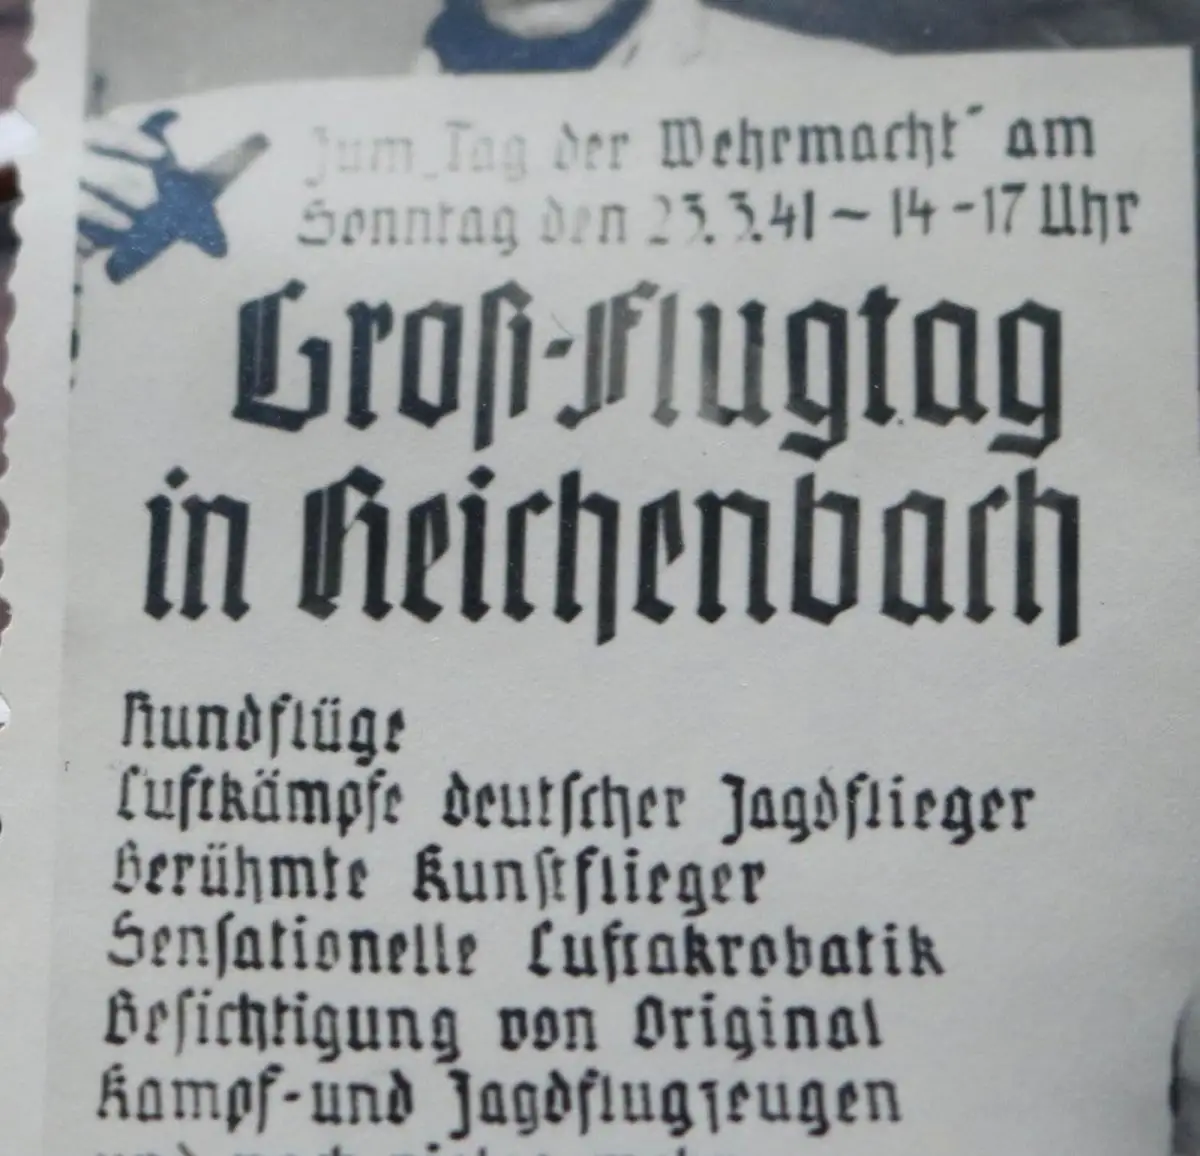 Zum „Tag der Wehrmacht" am
Sonntag den 23.3.41 ~ 14-17 Uhr
Groß-Flugtag
in Reichenbach
Rundflüge
Luftkämpfe deutscher Jagdflieger
Berühmte Kunstflieger
Sensationelle Luftakrobatik
Besichtigung von Original
Kampf- und Jagdflugzeugen